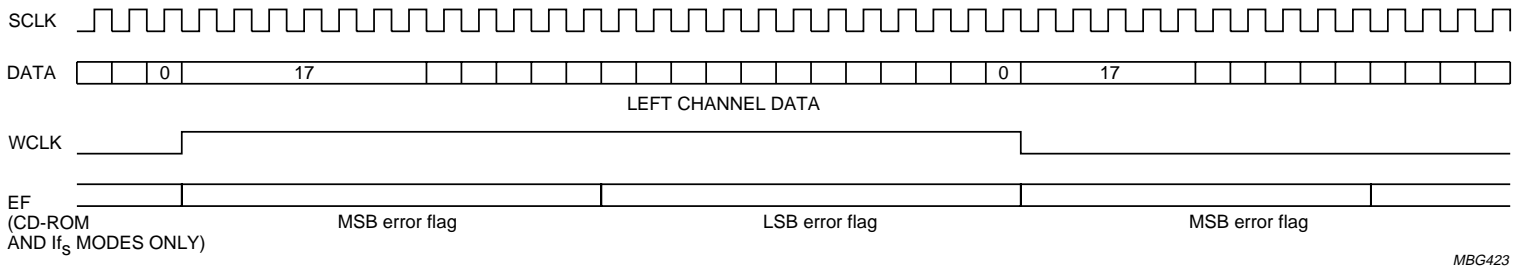 SCLK
DATA 0 17 0 17
LEFT CHANNEL DATA
WCLK
EF
(CD-ROM MSB error flag LSB error flag MSB error flag
AND Ifs MODES ONLY)
MBG423